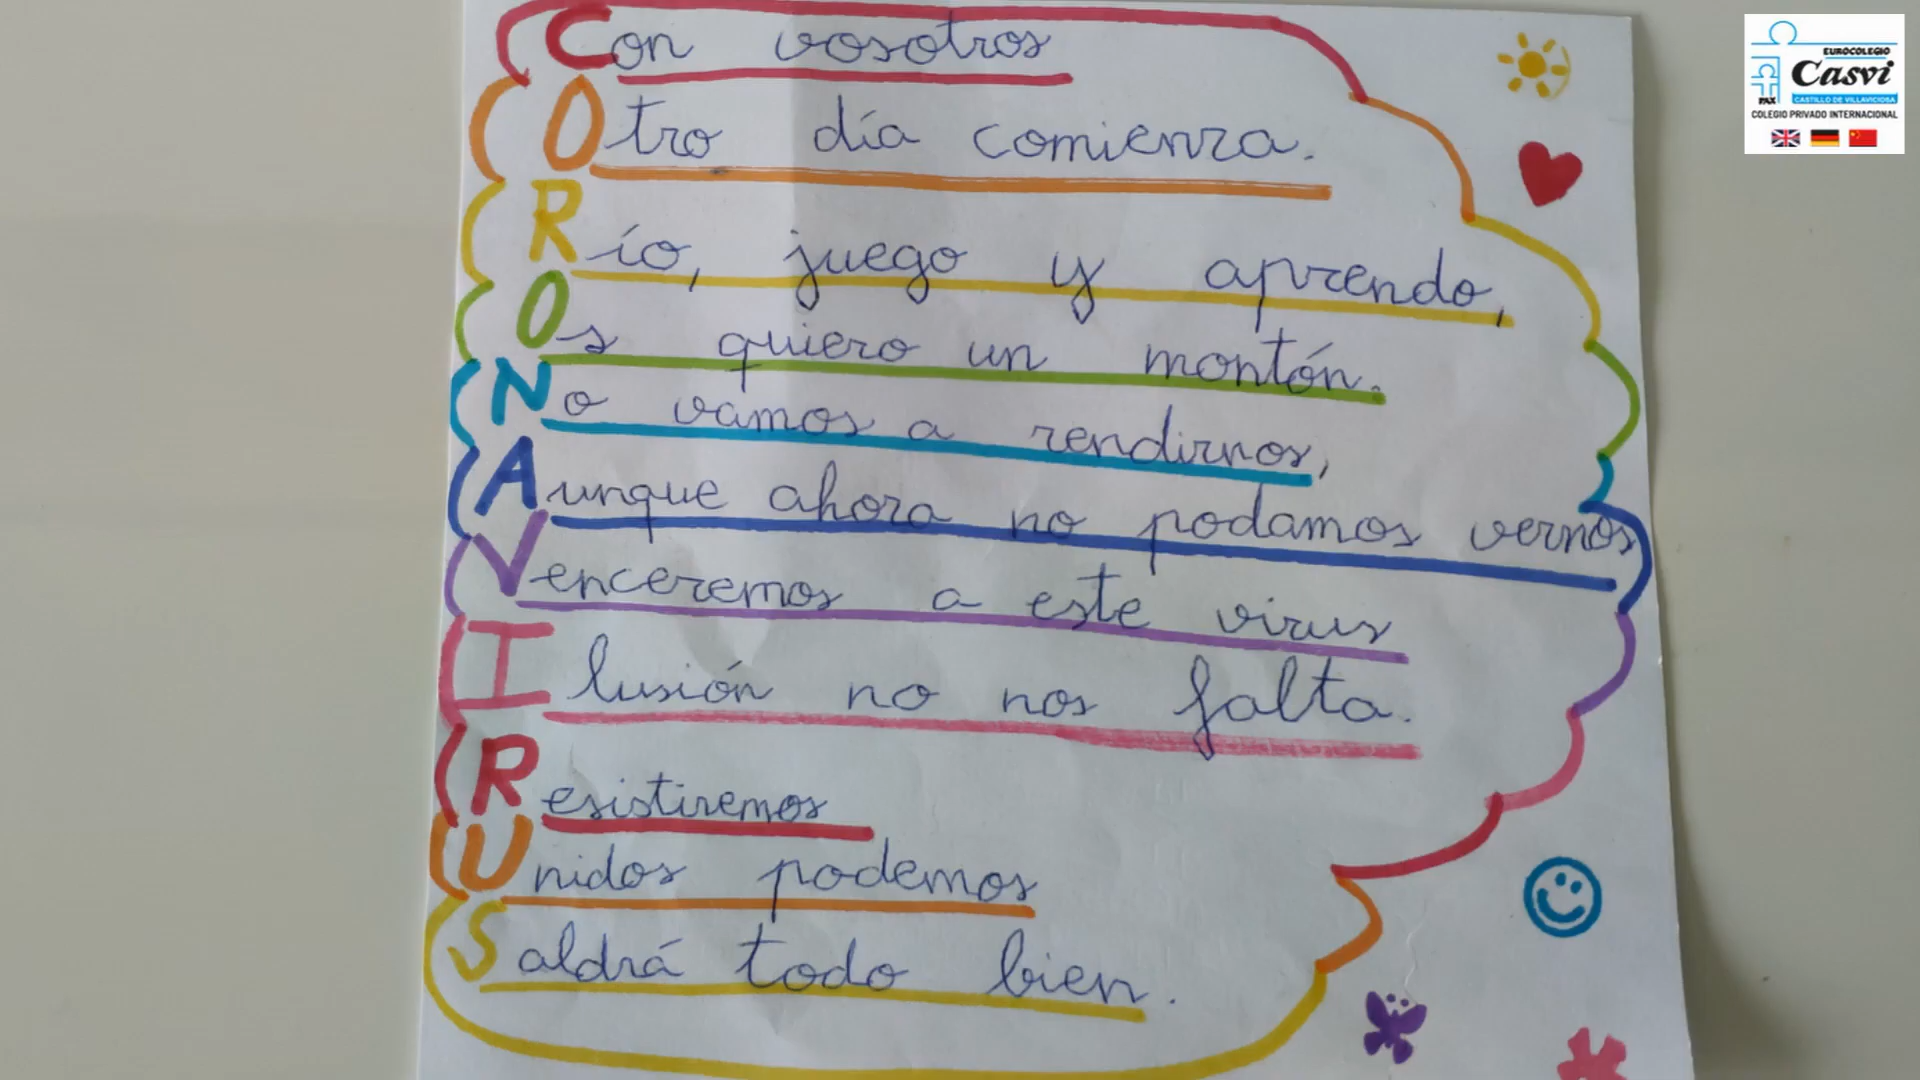 Con vosotros
Otro día comienza.
Río, juego y aprendo,
Os quiero un montón.
No vamos a rendirnos,
Aunque ahora no podamos vernos
Venceremos a este virus
Ilusión no nos falta.
Resistiremos
Unidos podemos
Saldrá todo bien.
EUROCOLEGIO
Casvi
PAX
CASTILLO DE VILLAVICIOSA
COLEGIO PRIVADO INTERNACIONAL